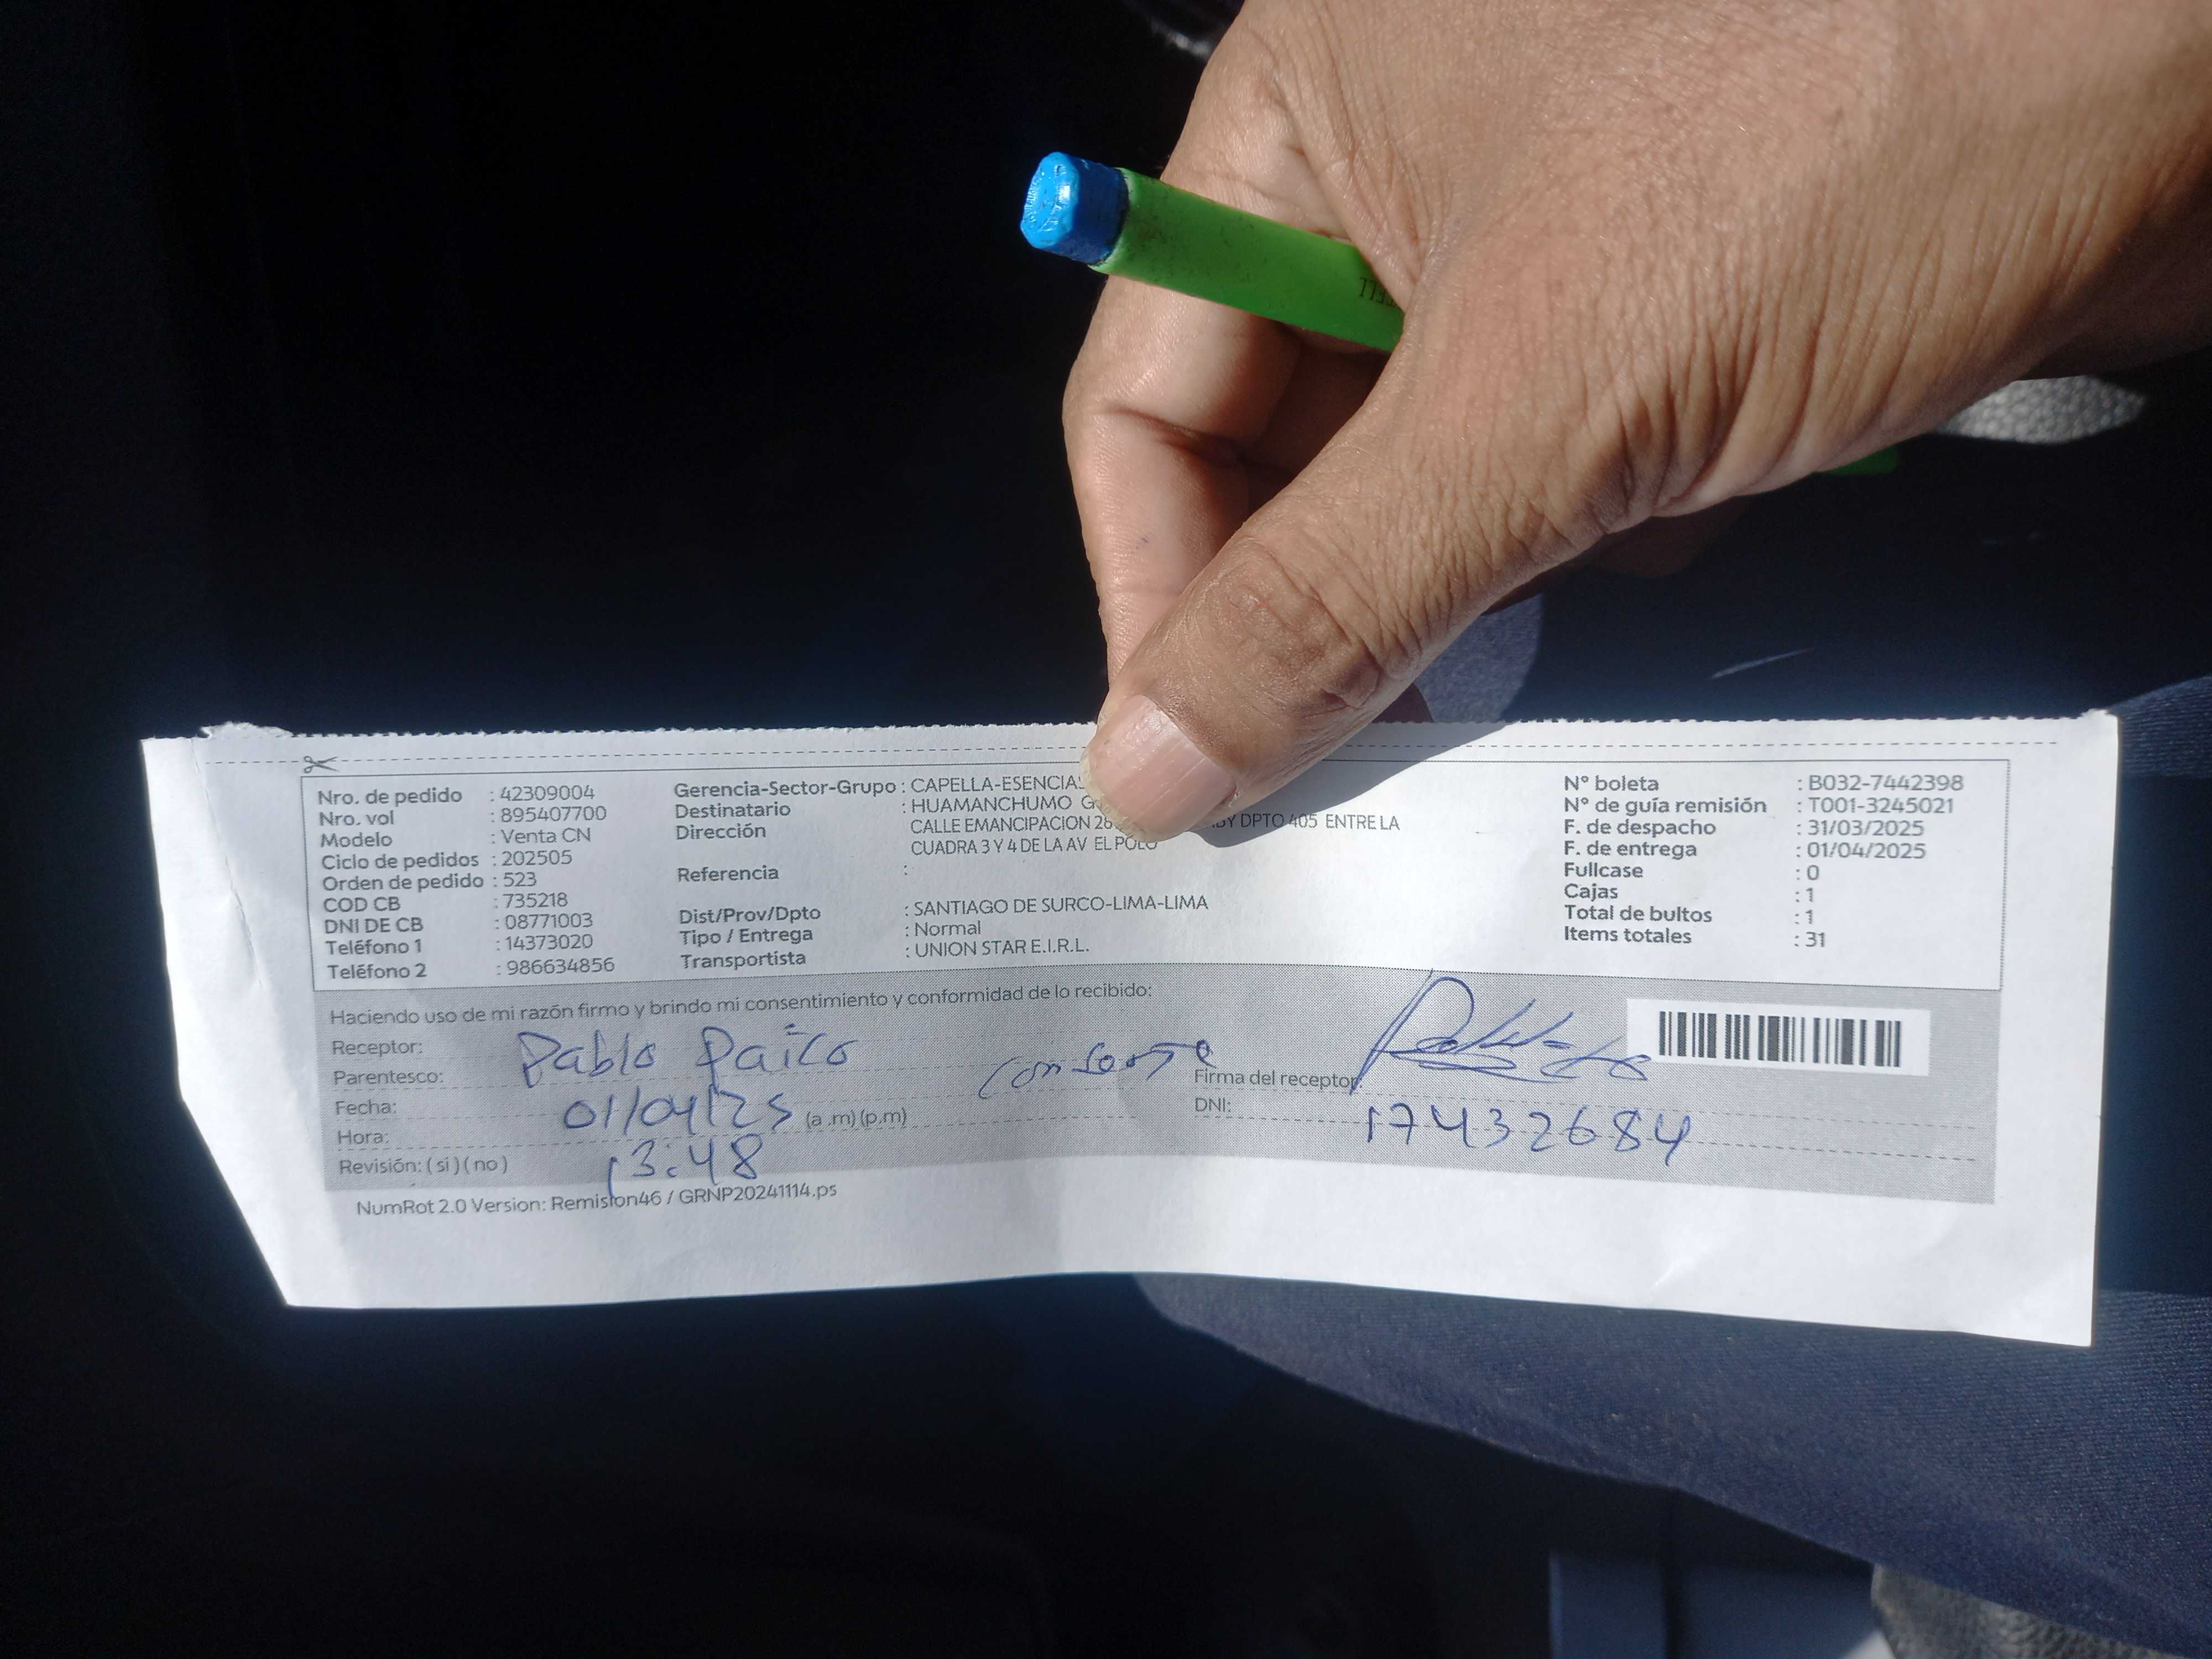 Nro. de pedido : 42309004
Nro. vol : 895407700
Modelo : Venta CN
Ciclo de pedidos : 202505
Orden de pedido : 523
COD CB : 735218
DNI DE CB : 08771003
Teléfono 1 : 14373020
Teléfono 2 : 986634856
Gerencia-Sector-Grupo : CAPELLA-ESENCIA
Destinatario : HUAMANCHUMO
Dirección CALLE EMANCIPACION DPTO 405 ENTRE LA
CUADRA 3 Y 4 DE LA AV EL POLO
Referencia :
Dist/Prov/Dpto : SANTIAGO DE SURCO-LIMA-LIMA
Tipo / Entrega : Normal
Transportista : UNION STAR E.I.R.L.
N° boleta : B032-7442398
N° de guía remisión : T001-3245021
F. de despacho : 31/03/2025
F. de entrega : 01/04/2025
Fullcase : 0
Cajas : 1
Total de bultos : 1
Items totales : 31
Haciendo uso de mi razón firmo y brindo mi consentimiento y conformidad de lo recibido:
Receptor: Pablo Paico
Parentesco: Conserje
Fecha: 01/04/25 (a .m) (p.m)
Hora: 13:48
Revisión: ( si ) ( no )
Firma del receptor:
DNI: 17432684
NumRot 2.0 Version: Remision46 / GRNP20241114.ps